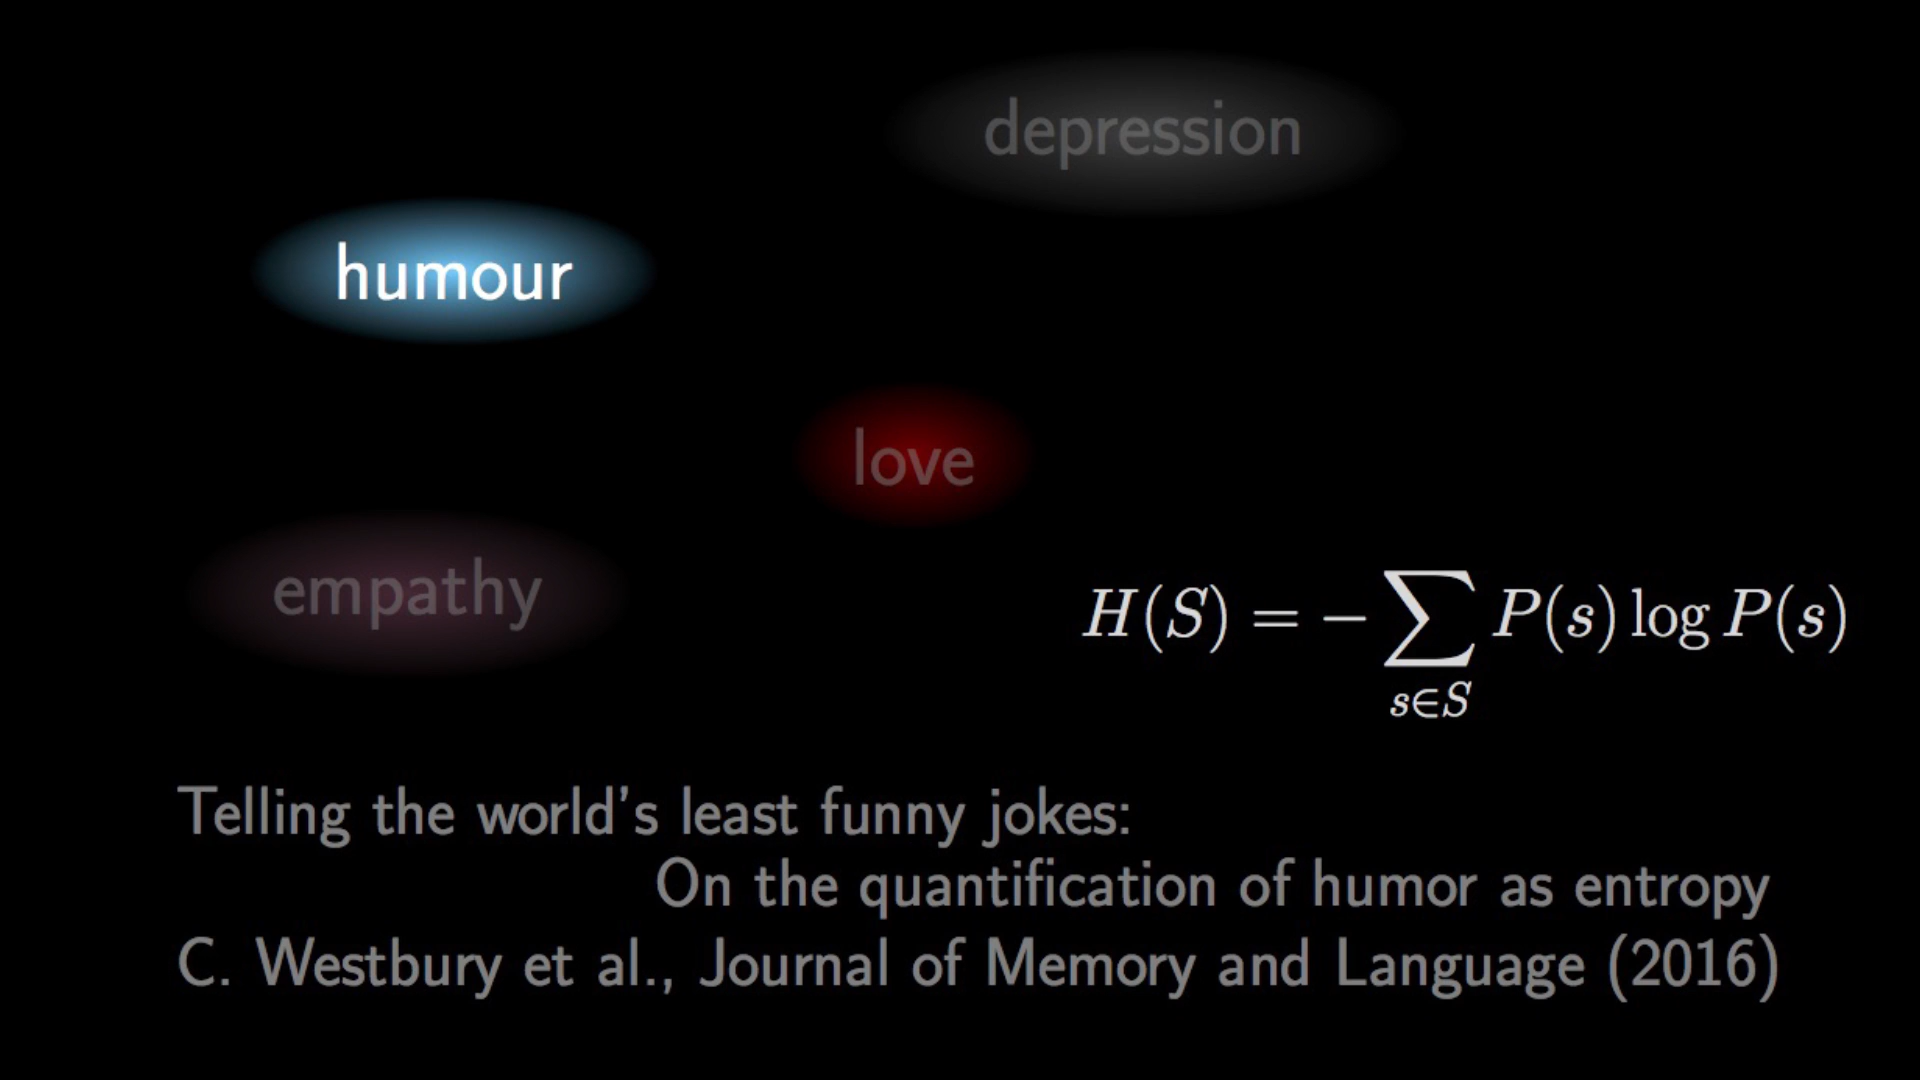 depression
humour
love
empathy
H(S) = − ∑ P(s) log P(s)
s∈S
Telling the world's least funny jokes:
On the quantification of humor as entropy
C. Westbury et al., Journal of Memory and Language (2016)